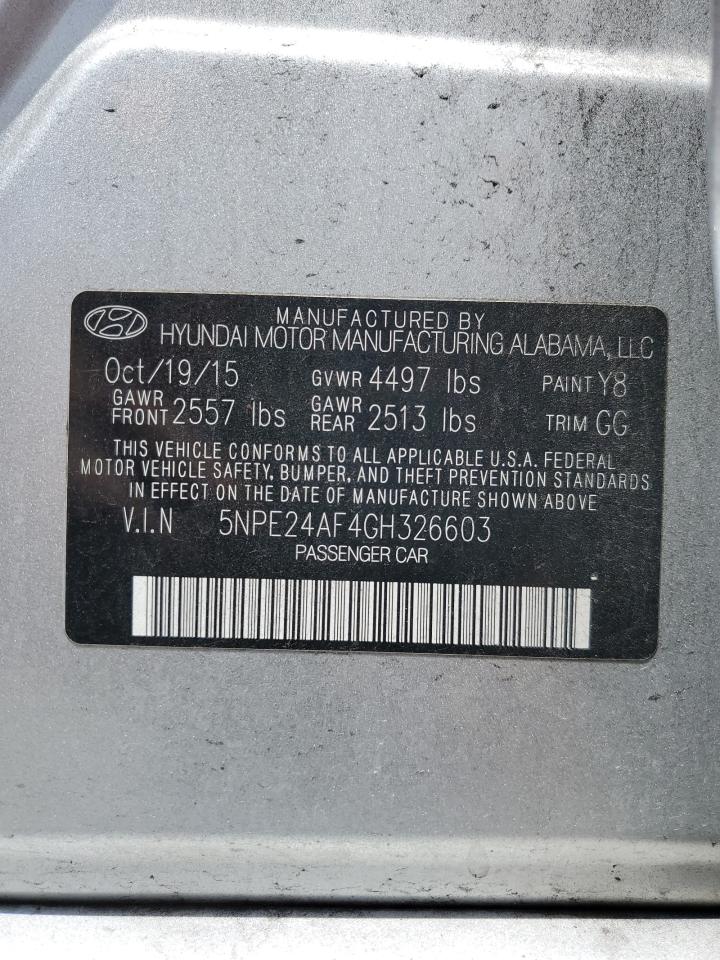 MANUFACTURED BY
HYUNDAI MOTOR MANUFACTURING ALABAMA, LLC
Oct/19/15 GVWR 4497 lbs PAINT Y8
GAWR FRONT 2557 lbs GAWR REAR 2513 lbs TRIM GG
THIS VEHICLE CONFORMS TO ALL APPLICABLE U.S.A. FEDERAL
MOTOR VEHICLE SAFETY, BUMPER, AND THEFT PREVENTION STANDARDS
IN EFFECT ON THE DATE OF MANUFACTURE SHOWN ABOVE
V.I.N 5NPE24AF4GH326603
PASSENGER CAR